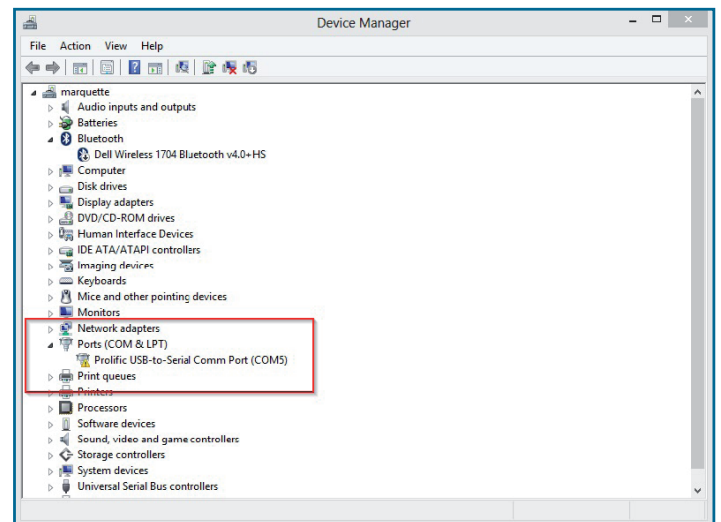 Device Manager
File Action View Help
marquette
Audio inputs and outputs
Batteries
Bluetooth
Dell Wireless 1704 Bluetooth v4.0+HS
Computer
Disk drives
Display adapters
DVD/CD-ROM drives
Human Interface Devices
IDE ATA/ATAPI controllers
Imaging devices
Keyboards
Mice and other pointing devices
Monitors
Network adapters
Ports (COM & LPT)
Prolific USB-to-Serial Comm Port (COM5)
Print queues
Printers
Processors
Software devices
Sound, video and game controllers
Storage controllers
System devices
Universal Serial Bus controllers